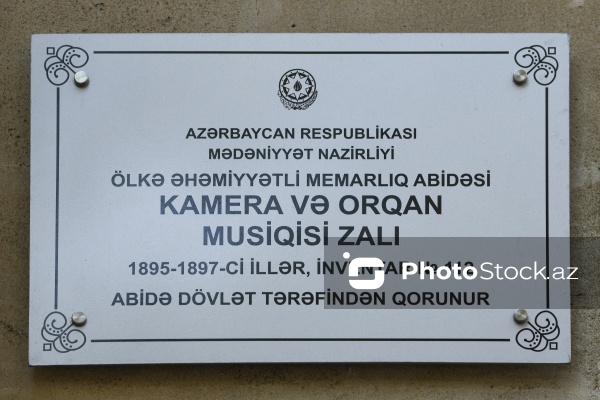 AZƏRBAYCAN RESPUBLİKASI
MƏDƏNİYYƏT NAZİRLİYİ
ÖLKƏ ƏHƏMİYYƏTLİ MEMARLIQ ABİDƏSİ
KAMERA VƏ ORQAN
MUSİQİSİ ZALI
1895-1897-Cİ İLLƏR,
PhotoStock.az
ABİDƏ DÖVLƏT TƏRƏFİNDƏN QORUNUR